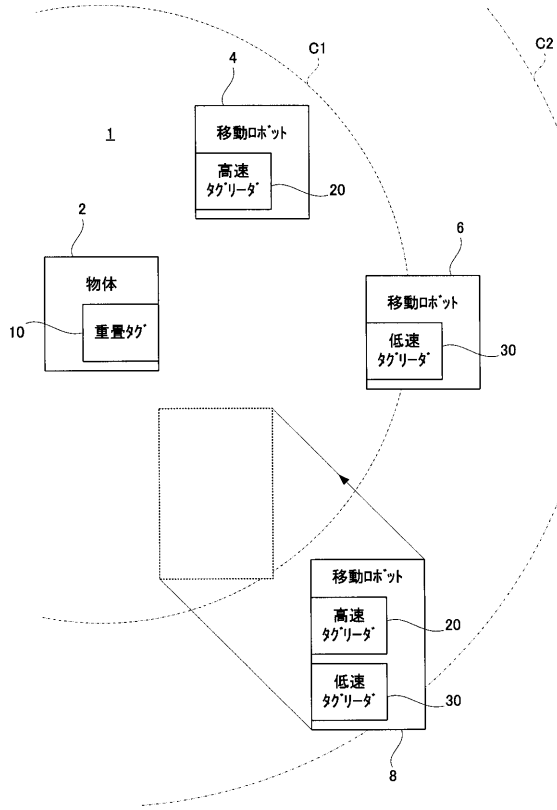 C1
C2
4
1
移動ロボット
高速
タグリーダ
20
2
物体
10
重畳タグ
6
移動ロボット
低速
タグリーダ
30
移動ロボット
高速
タグリーダ
20
低速
タグリーダ
30
8